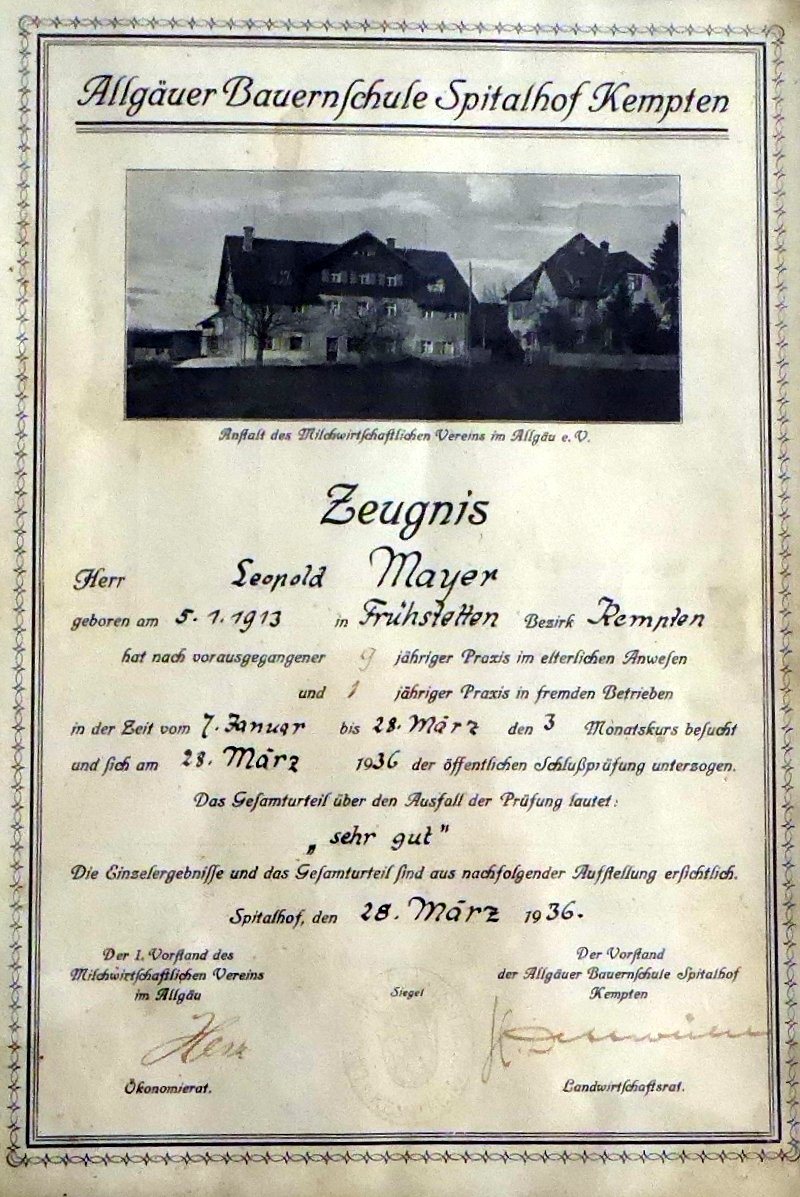 Allgäuer Bauernſchule Spitalhof Kempten
Anſtalt des Milchwirtſchaftlichen Vereins im Allgäu e. V.
Zeugnis
Herr Leopold Mayer
geboren am 5. 1. 1913 in Frühstetten Bezirk Kempten
hat nach vorausgegangener 9 jähriger Praxis im elterlichen Anweſen
und 1 jähriger Praxis in fremden Betrieben
in der Zeit vom 7. Januar bis 28. März den 3 Monatskurs beſucht
und ſich am 28. März 1936 der öffentlichen Schlußprüfung unterzogen.
Das Geſamturteil über den Ausfall der Prüfung lautet:
„sehr gut"
Die Einzelergebniſſe und das Geſamturteil ſind aus nachfolgender Aufſtellung erſichtlich.
Spitalhof, den 28. März 1936.
Der 1. Vorſtand des
Milchwirtſchaftlichen Vereins
im Allgäu
Herz
Ökonomierat.
Siegel
Der Vorſtand
der Allgäuer Bauernſchule Spitalhof
Kempten
Landwirtſchaftsrat.